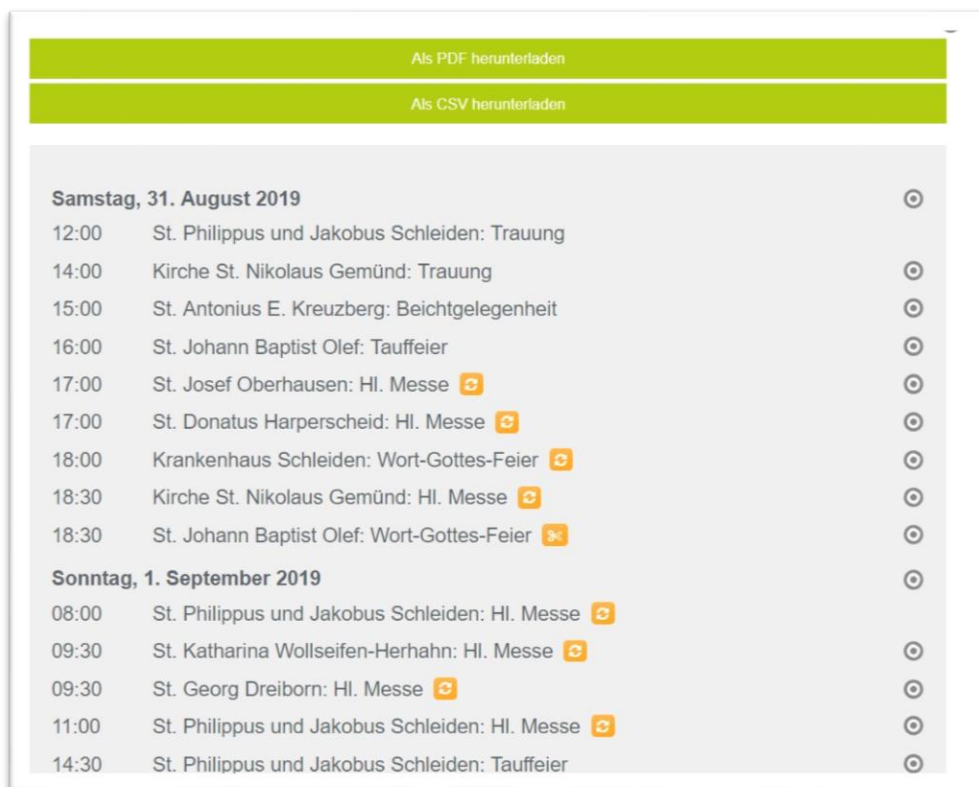 Als PDF herunterladen
Als CSV herunterladen
Samstag, 31. August 2019
12:00 St. Philippus und Jakobus Schleiden: Trauung
14:00 Kirche St. Nikolaus Gemünd: Trauung
15:00 St. Antonius E. Kreuzberg: Beichtgelegenheit
16:00 St. Johann Baptist Olef: Tauffeier
17:00 St. Josef Oberhausen: Hl. Messe
17:00 St. Donatus Harperscheid: Hl. Messe
18:00 Krankenhaus Schleiden: Wort-Gottes-Feier
18:30 Kirche St. Nikolaus Gemünd: Hl. Messe
18:30 St. Johann Baptist Olef: Wort-Gottes-Feier
Sonntag, 1. September 2019
08:00 St. Philippus und Jakobus Schleiden: Hl. Messe
09:30 St. Katharina Wollseifen-Herhahn: Hl. Messe
09:30 St. Georg Dreiborn: Hl. Messe
11:00 St. Philippus und Jakobus Schleiden: Hl. Messe
14:30 St. Philippus und Jakobus Schleiden: Tauffeier